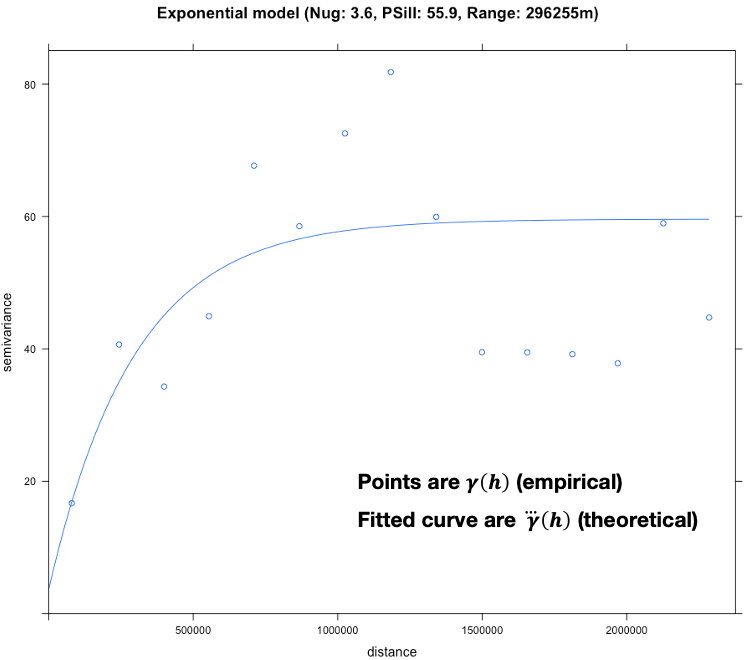 Exponential model (Nug: 3.6, PSill: 55.9, Range: 296255m)
80
60
40
20
semivariance
Points are γ(h) (empirical)
Fitted curve are γ⃛(h) (theoretical)
500000 1000000 1500000 2000000
distance